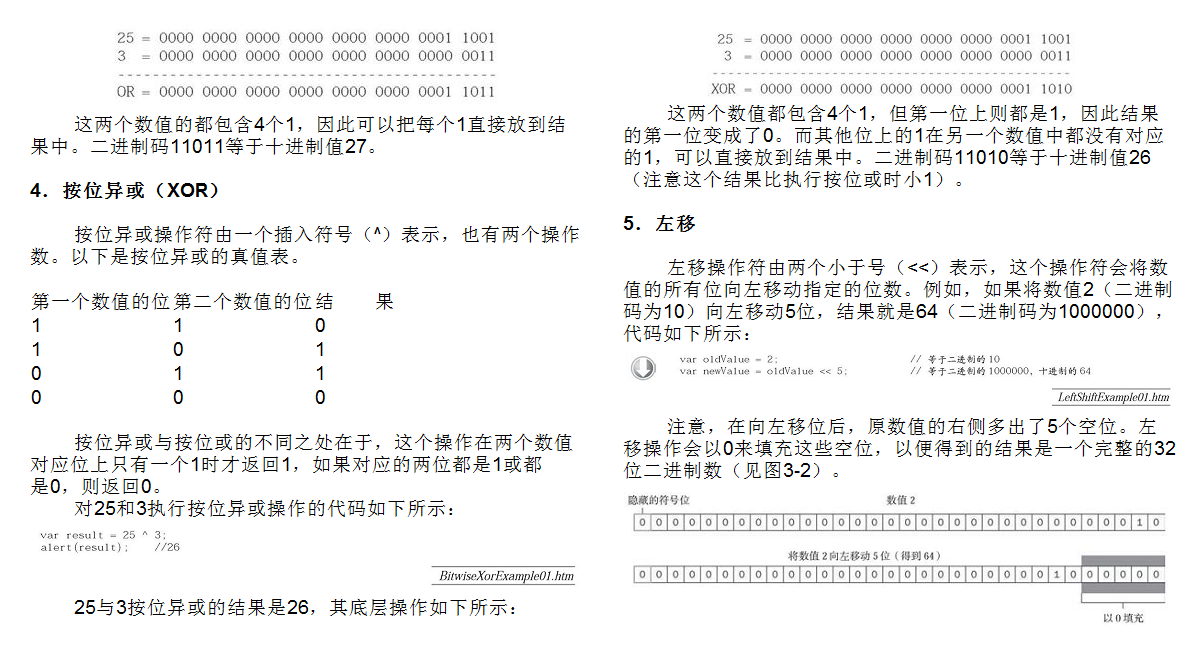 25 = 0000 0000 0000 0000 0000 0000 0001 1001
3 = 0000 0000 0000 0000 0000 0000 0000 0011
---------------------------------------------
OR = 0000 0000 0000 0000 0000 0000 0001 1011
这两个数值的都包含4个1，因此可以把每个1直接放到结
果中。二进制码11011等于十进制值27。
4．按位异或（XOR）
按位异或操作符由一个插入符号（^）表示，也有两个操作
数。以下是按位异或的真值表。
第一个数值的位 第二个数值的位 结 果
1 1 0
1 0 1
0 1 1
0 0 0
按位异或与按位或的不同之处在于，这个操作在两个数值
对应位上只有一个1时才返回1，如果对应的两位都是1或都
是0，则返回0。
对25和3执行按位异或操作的代码如下所示：
var result = 25 ^ 3;
alert(result); //26
BitwiseXorExample01.htm
25与3按位异或的结果是26，其底层操作如下所示：
25 = 0000 0000 0000 0000 0000 0000 0001 1001
3 = 0000 0000 0000 0000 0000 0000 0000 0011
---------------------------------------------
XOR = 0000 0000 0000 0000 0000 0000 0001 1010
这两个数值都包含4个1，但第一位上则都是1，因此结果
的第一位变成了0。而其他位上的1在另一个数值中都没有对应
的1，可以直接放到结果中。二进制码11010等于十进制值26
（注意这个结果比执行按位或时小1）。
5．左移
左移操作符由两个小于号（<<）表示，这个操作符会将数
值的所有位向左移动指定的位数。例如，如果将数值2（二进制
码为10）向左移动5位，结果就是64（二进制码为1000000），
代码如下所示：
var oldValue = 2; // 等于二进制的 10
var newValue = oldValue << 5; // 等于二进制的 1000000, 十进制的 64
LeftShiftExample01.htm
注意，在向左移位后，原数值的右侧多出了5个空位。左
移操作会以0来填充这些空位，以便得到的结果是一个完整的32
位二进制数（见图3-2）。
隐藏的符号位 数值 2
0 0 0 0 0 0 0 0 0 0 0 0 0 0 0 0 0 0 0 0 0 0 0 0 0 0 0 0 0 0 1 0
将数值 2 向左移动 5 位（得到 64）
0 0 0 0 0 0 0 0 0 0 0 0 0 0 0 0 0 0 0 0 0 0 0 0 0 1 0 0 0 0 0 0
以 0 填充